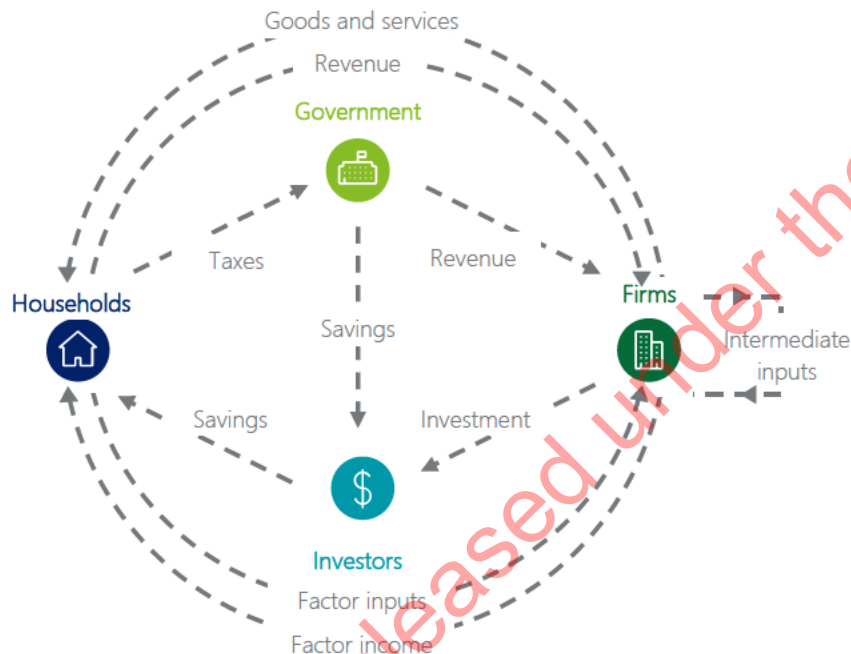 Goods and services
Revenue
Government
Taxes
Revenue
Households
Firms
Savings
Intermediate
inputs
Savings
Investment
$
Investors
Factor inputs
Factor income
leased under the